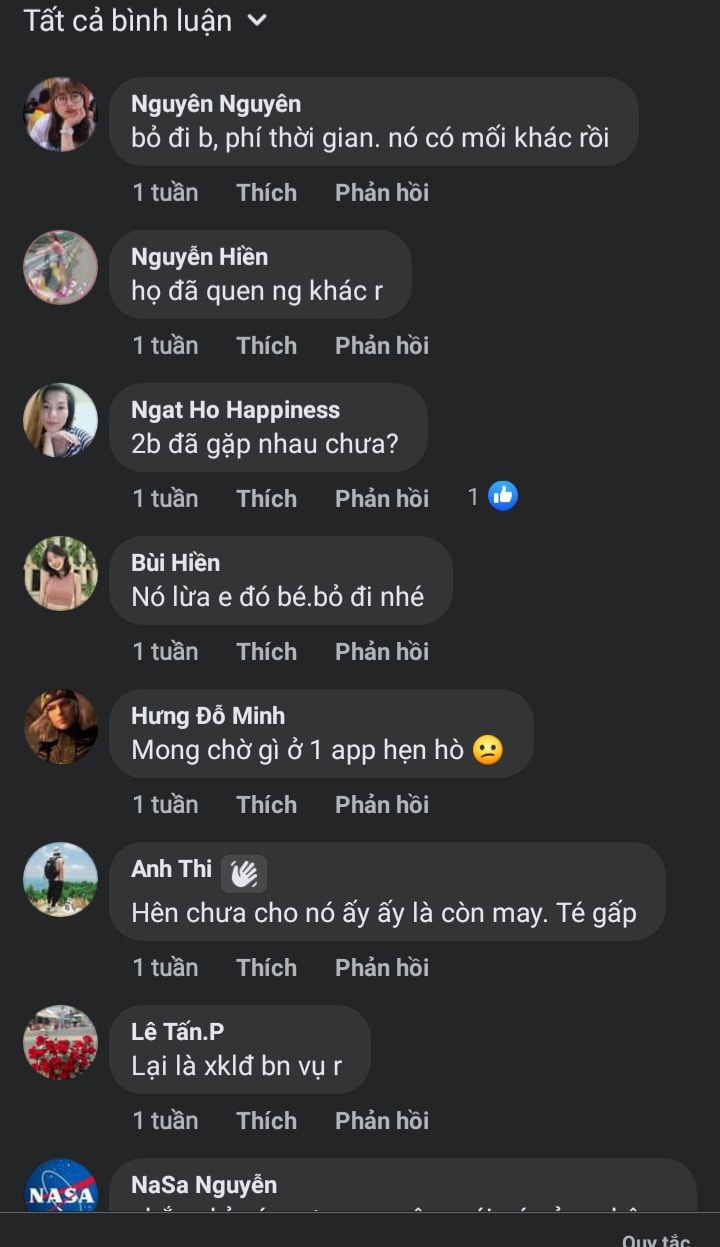 Tất cả bình luận
Nguyên Nguyên
bỏ đi b, phí thời gian. nó có mối khác rồi
1 tuần Thích Phản hồi
Nguyễn Hiền
họ đã quen ng khác r
1 tuần Thích Phản hồi
Ngat Ho Happiness
2b đã gặp nhau chưa?
1 tuần Thích Phản hồi 1
Bùi Hiền
Nó lừa e đó bé.bỏ đi nhé
1 tuần Thích Phản hồi
Hưng Đỗ Minh
Mong chờ gì ở 1 app hẹn hò 😕
1 tuần Thích Phản hồi
Anh Thi
Hên chưa cho nó ấy ấy là còn may. Té gấp
1 tuần Thích Phản hồi
Lê Tấn.P
Lại là xklđ bn vụ r
1 tuần Thích Phản hồi
NASA
NaSa Nguyễn
Quy tắc